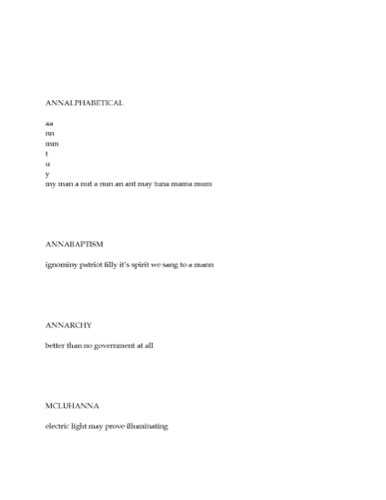 ANNALPHABETICAL
aa
nn
mm
t
u
y
my man a nut a nun an ant may tuna mama mum
ANNABAPTISM
ignominy patriot filly it's spirit we sang to a mann
ANNARCHY
better than no government at all
MCLUHANNA
electric light may prove illuminating